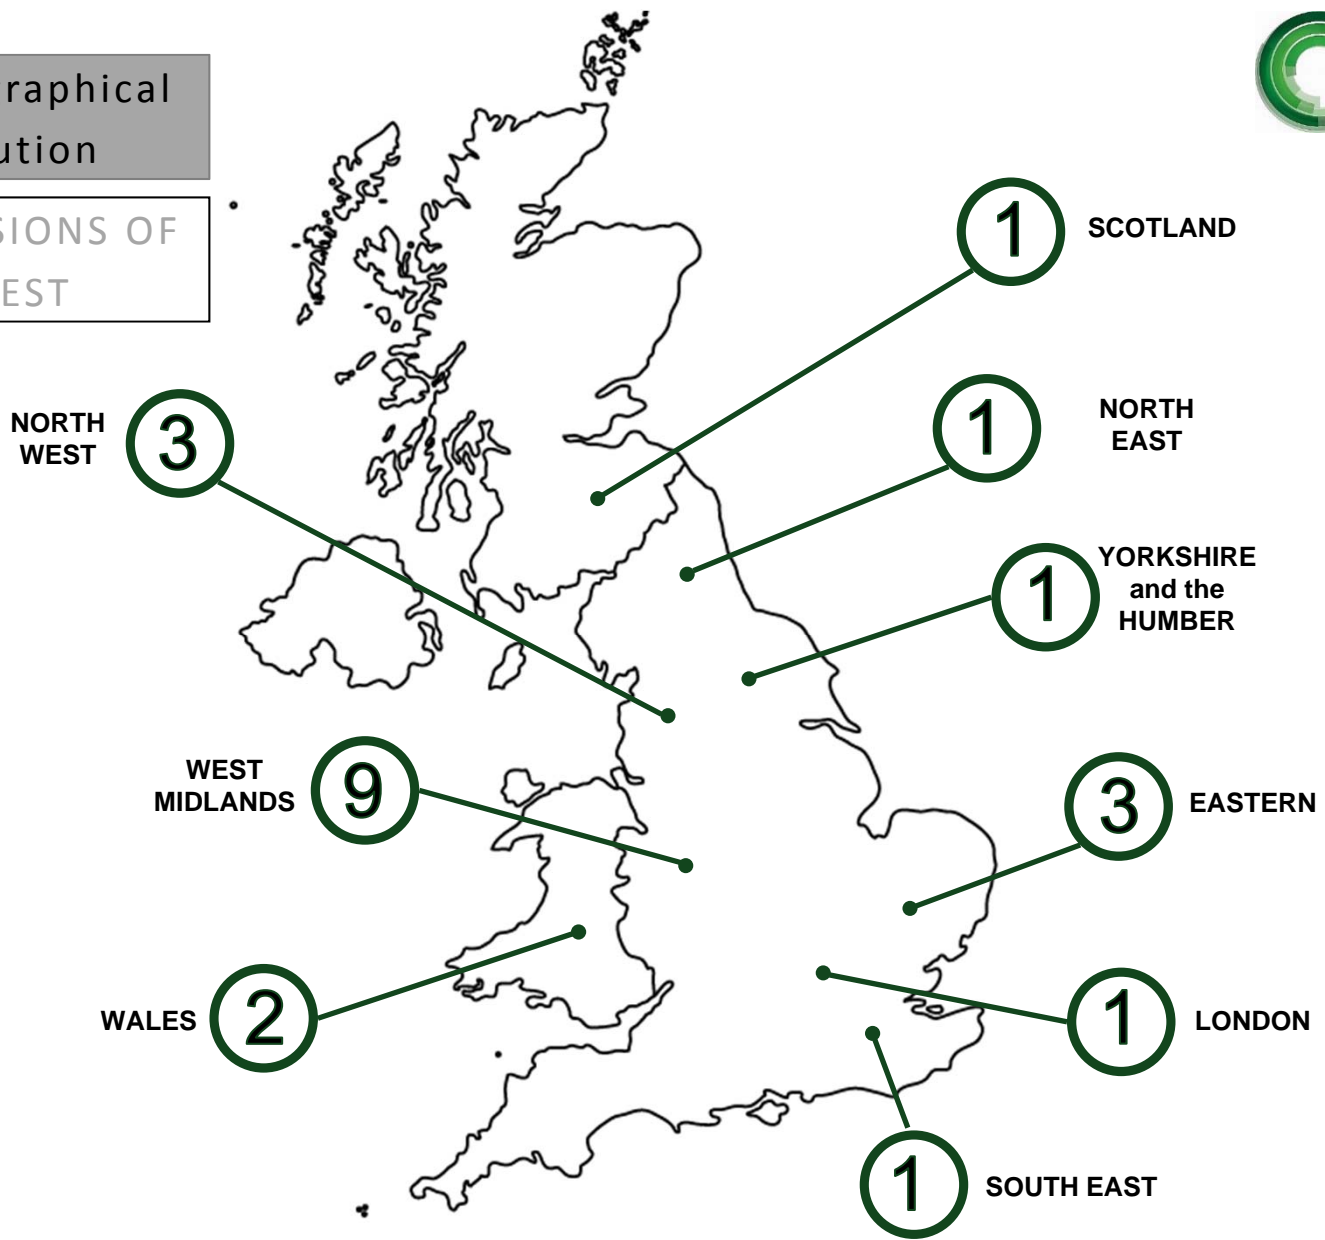 raphical
ution
SIONS OF
EST
1
SCOTLAND
NORTH
WEST
3
1
NORTH
EAST
1
YORKSHIRE
and the
HUMBER
WEST
MIDLANDS
9
3
EASTERN
WALES
2
1
LONDON
1
SOUTH EAST